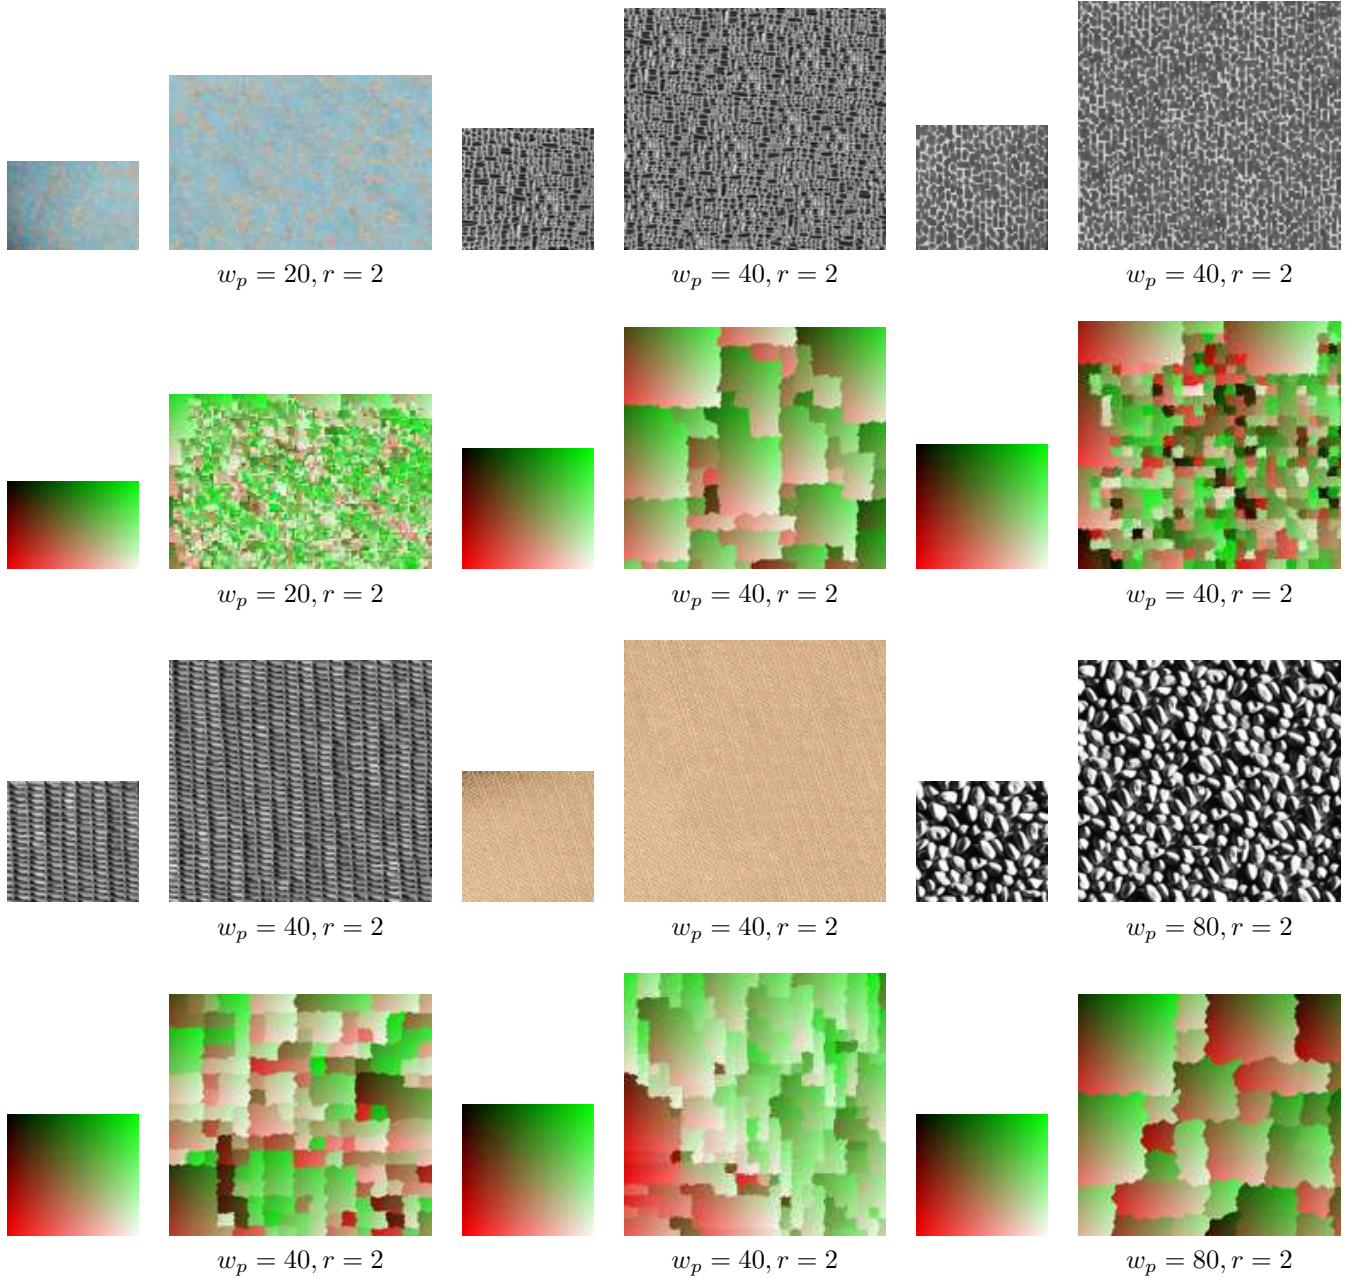 w_p = 20, r = 2
w_p = 40, r = 2
w_p = 40, r = 2
w_p = 20, r = 2
w_p = 40, r = 2
w_p = 40, r = 2
w_p = 40, r = 2
w_p = 40, r = 2
w_p = 80, r = 2
w_p = 40, r = 2
w_p = 40, r = 2
w_p = 80, r = 2